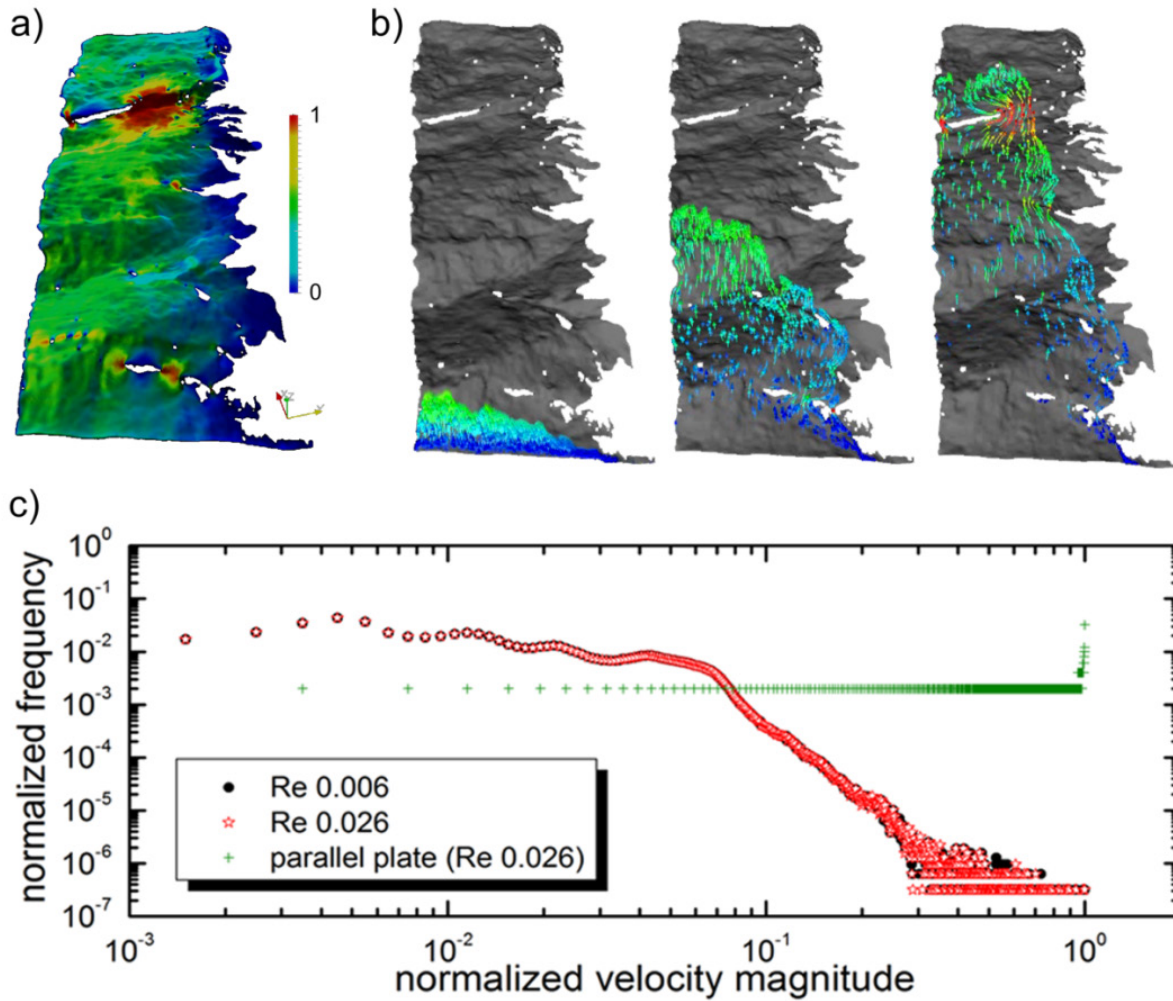 a)
b)
1
0
c)
normalized frequency
10^0
10^-1
10^-2
10^-3
10^-4
10^-5
10^-6
10^-7
Re 0.006
Re 0.026
parallel plate (Re 0.026)
10^-3
10^-2
10^-1
10^0
normalized velocity magnitude